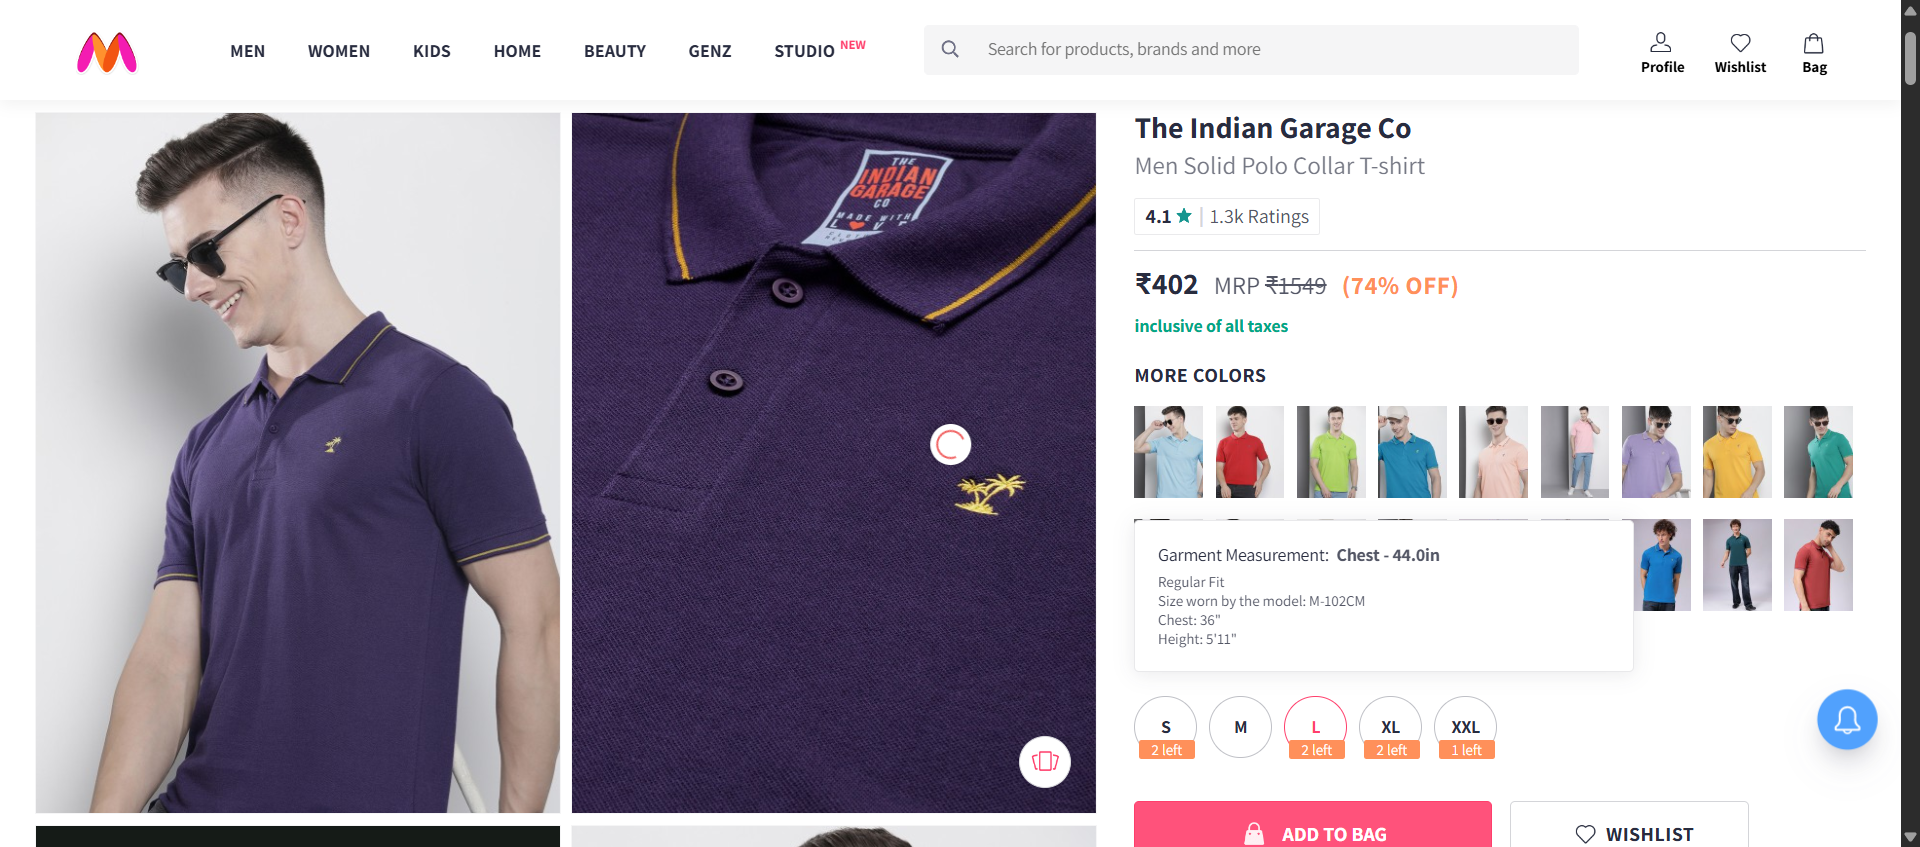 MEN WOMEN KIDS HOME BEAUTY GENZ STUDIO NEW
Search for products, brands and more
Profile Wishlist Bag
THE
INDIAN
GARAGE
CO
MADE WITH
The Indian Garage Co
Men Solid Polo Collar T-shirt
4.1 | 1.3k Ratings
₹402 MRP ₹1549 (74% OFF)
inclusive of all taxes
MORE COLORS
Garment Measurement: Chest - 44.0in
Regular Fit
Size worn by the model: M-102CM
Chest: 36"
Height: 5'11"
S M L XL XXL
2 left 2 left 2 left 1 left
ADD TO BAG
WISHLIST